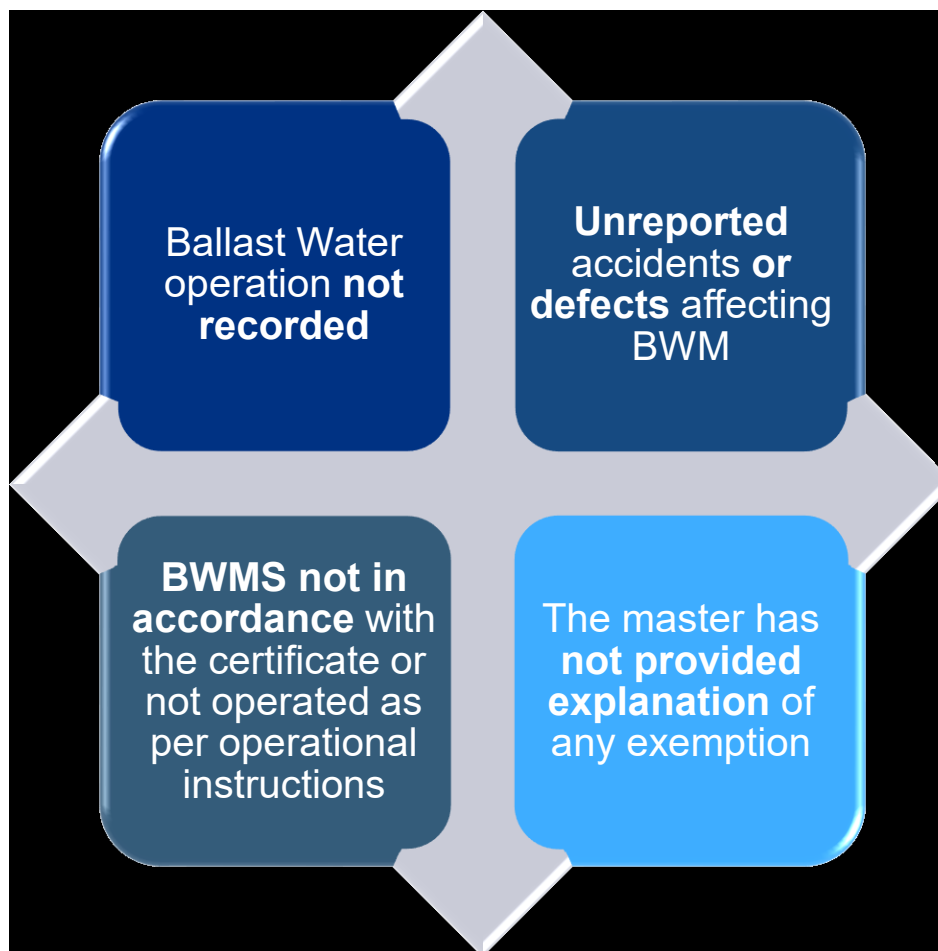 Ballast Water
operation not
recorded
Unreported
accidents or
defects affecting
BWM
BWMS not in
accordance with
the certificate or
not operated as
per operational
instructions
The master has
not provided
explanation of
any exemption